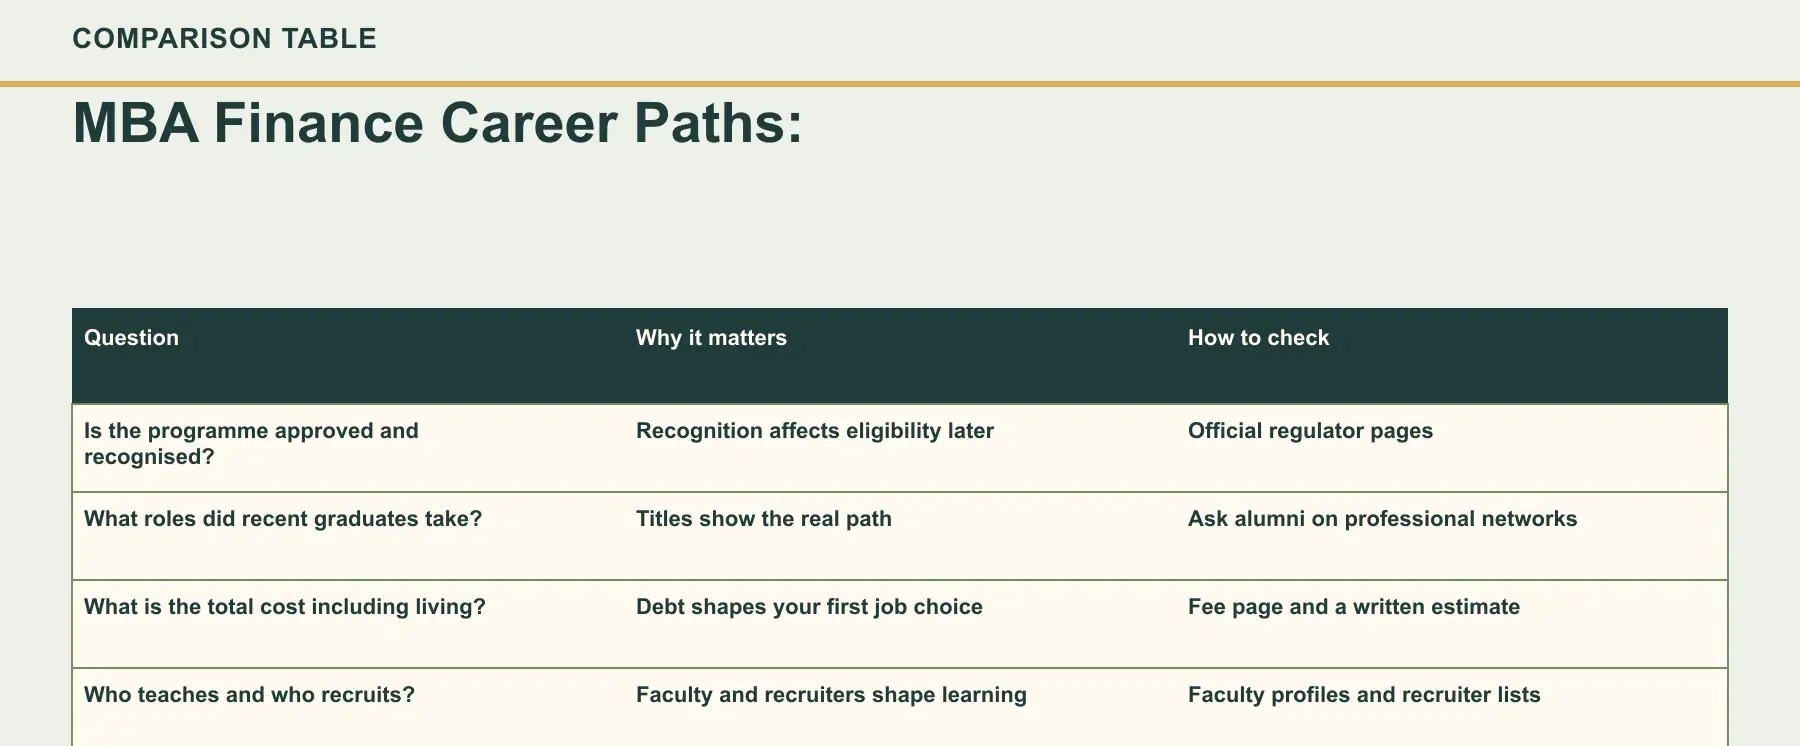 COMPARISON TABLE
MBA Finance Career Paths:
Question
Why it matters
How to check
Is the programme approved and
recognised?
Recognition affects eligibility later
Official regulator pages
What roles did recent graduates take?
Titles show the real path
Ask alumni on professional networks
What is the total cost including living?
Debt shapes your first job choice
Fee page and a written estimate
Who teaches and who recruits?
Faculty and recruiters shape learning
Faculty profiles and recruiter lists